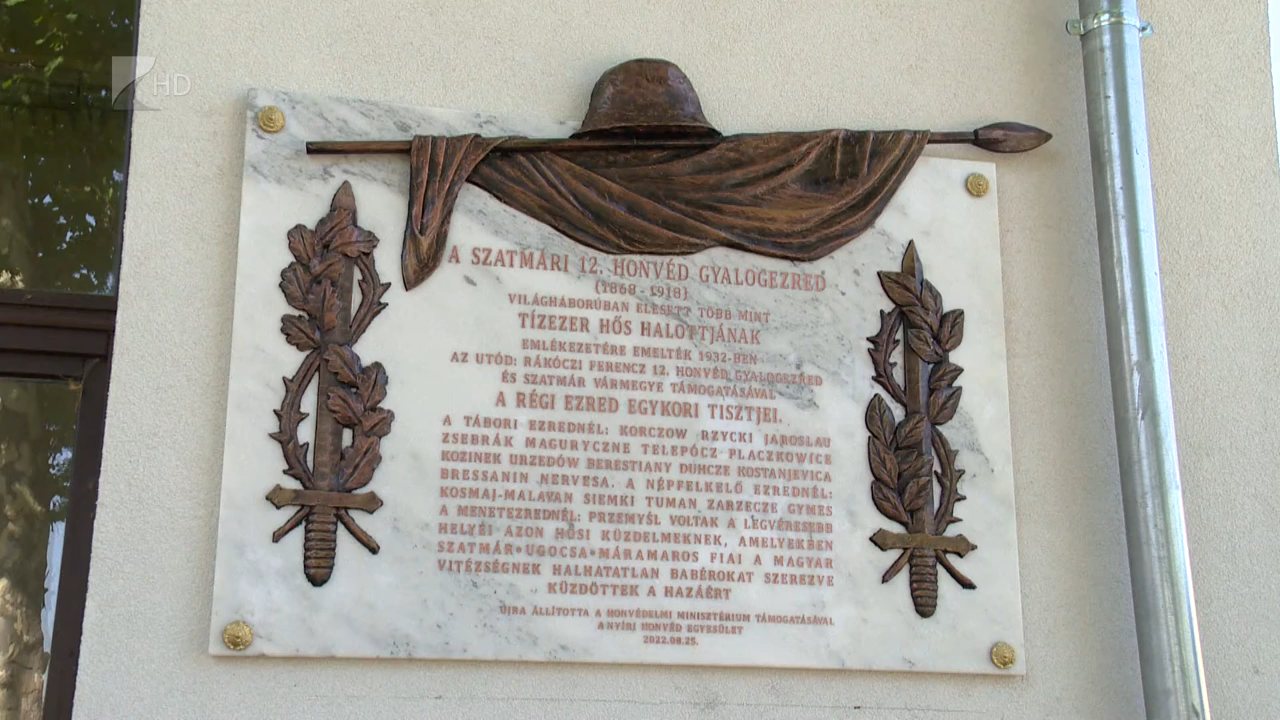 HD
A SZATMÁRI 12. HONVÉD GYALOGEZRED
(1868 - 1918)
VILÁGHÁBORÚBAN ELESETT TÖBB MINT
TÍZEZER HŐS HALOTTJÁNAK
EMLÉKEZETÉRE EMELTÉK 1932-BEN
AZ UTÓD: RÁKÓCZI FERENCZ 12. HONVÉD GYALOGEZRED
ÉS SZATMÁR VÁRMEGYE TÁMOGATÁSÁVAL
A RÉGI EZRED EGYKORI TISZTJEI.
A TÁBORI EZREDNÉL: KORCZOW RZYCKI JAROSLAU
ZSEBRÁK MAGURYCZNE TELEPÓCZ PLACZKOWICE
KOZINEK URZEDÓW BERESTIANY DUHCZE KOSTANJEVICA
BRESSANIN NERVESA. A NÉPFELKELŐ EZREDNÉL:
KOSMAJ-MALAVAN SIEMKI TUMAN ZARZECZE GYMES
A MENETEZREDNÉL: PRZEMYŚL VOLTAK A LEGVÉRESEBB
HELYEI AZON HŐSI KÜZDELMEKNEK, AMELYEKBEN
SZATMÁR•UGOCSA•MÁRAMAROS FIAI A MAGYAR
VITÉZSÉGNEK HALHATATLAN BABÉROKAT SZEREZVE
KÜZDÖTTEK A HAZÁÉRT
ÚJRA ÁLLÍTOTTA A HONVÉDELMI MINISZTÉRIUM TÁMOGATÁSÁVAL
A NYÍRI HONVÉD EGYESÜLET
2022.08.25.